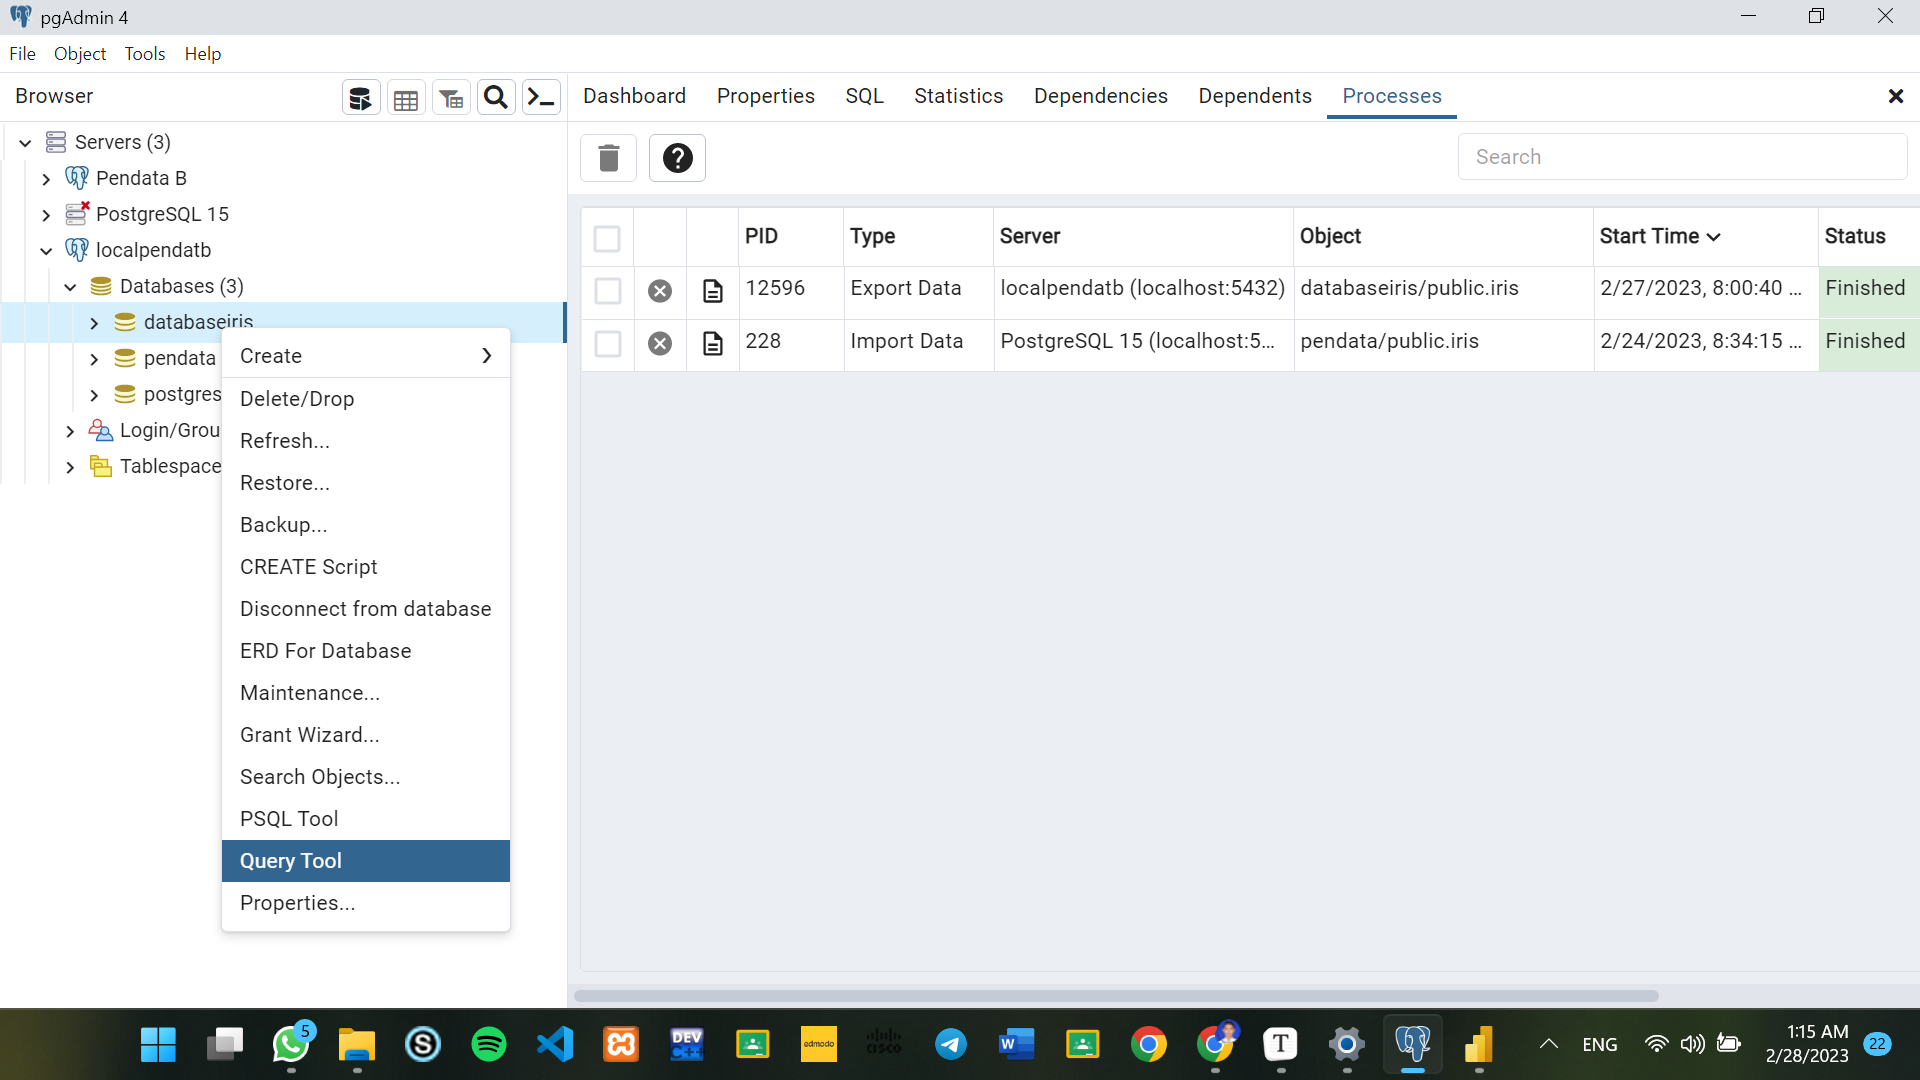 pgAdmin 4
File Object Tools Help
Browser
Dashboard Properties SQL Statistics Dependencies Dependents Processes
Servers (3)
Pendata B
PostgreSQL 15
localpendatb
Databases (3)
databaseiris
pendata
postgres
Login/Grou
Tablespace
Create
Delete/Drop
Refresh...
Restore...
Backup...
CREATE Script
Disconnect from database
ERD For Database
Maintenance...
Grant Wizard...
Search Objects...
PSQL Tool
Query Tool
Properties...
Search
PID Type Server Object Start Time Status
12596 Export Data localpendatb (localhost:5432) databaseiris/public.iris 2/27/2023, 8:00:40 ... Finished
228 Import Data PostgreSQL 15 (localhost:5... pendata/public.iris 2/24/2023, 8:34:15 ... Finished
5
S
DEV
C++
edmodo
cisco
W
T
ENG
1:15 AM
2/28/2023
22